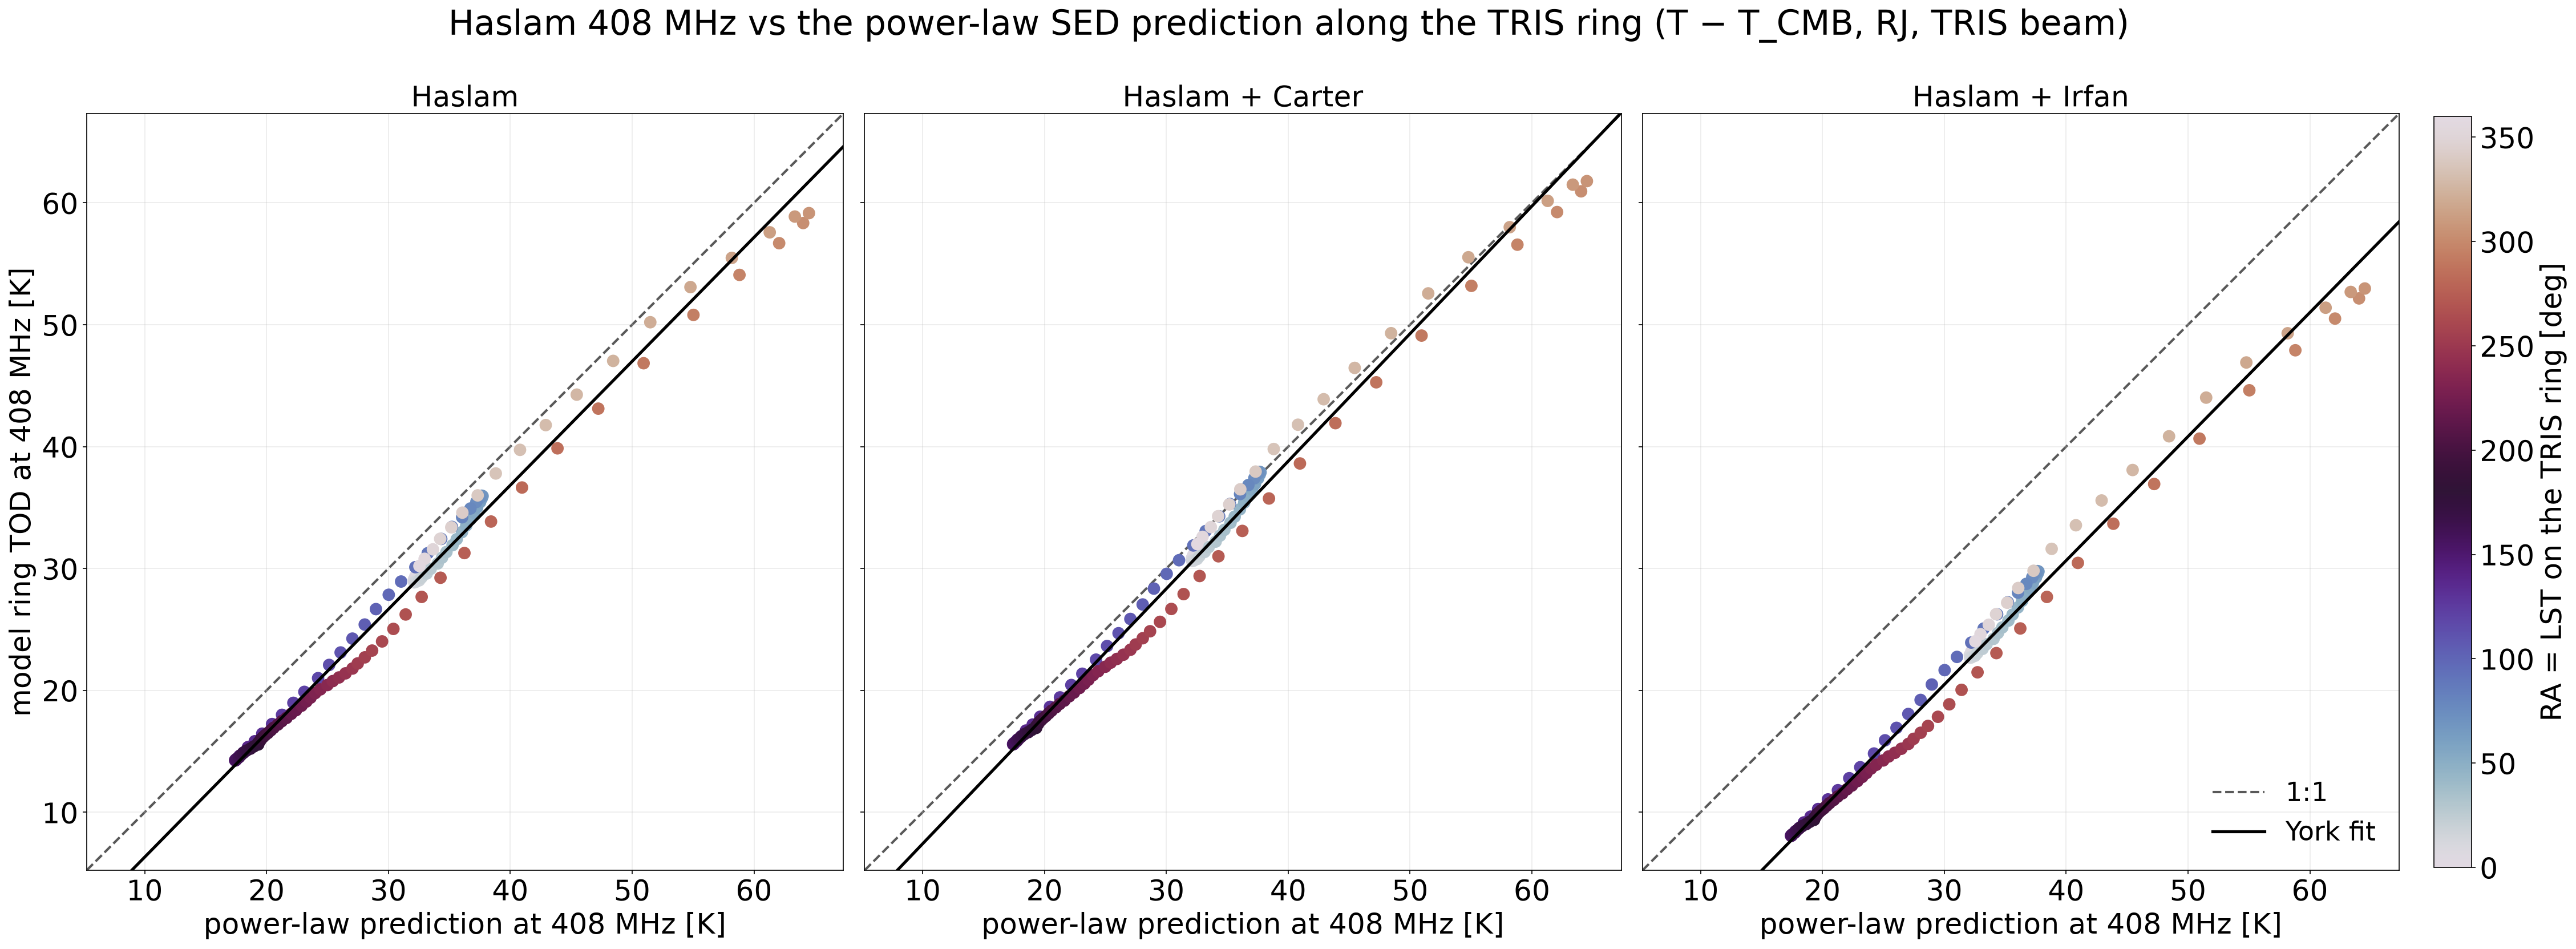 Haslam 408 MHz vs the power-law SED prediction along the TRIS ring (T − T_CMB, RJ, TRIS beam)
Haslam
Haslam + Carter
Haslam + Irfan
model ring TOD at 408 MHz [K]
60
50
40
30
20
10
10 20 30 40 50 60
10 20 30 40 50 60
10 20 30 40 50 60
power-law prediction at 408 MHz [K]
power-law prediction at 408 MHz [K]
power-law prediction at 408 MHz [K]
1:1
York fit
350
300
250
200
150
100
50
0
RA = LST on the TRIS ring [deg]